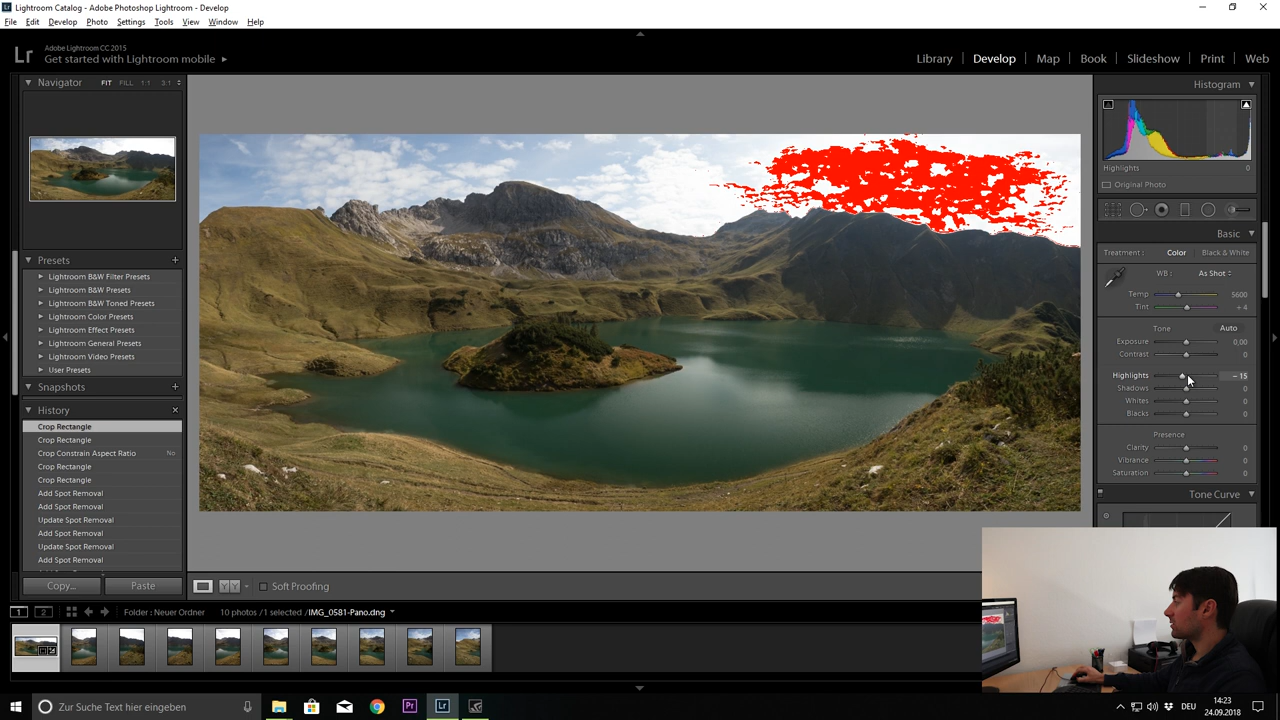 Lightroom Catalog - Adobe Photoshop Lightroom - Develop
File Edit Develop Photo Settings Tools View Window Help
Lr Adobe Lightroom CC 2015
Get started with Lightroom mobile
Library | Develop | Map | Book | Slideshow | Print | Web
Navigator FIT FILL 1:1 3:1
Presets +
Lightroom B&W Filter Presets
Lightroom B&W Presets
Lightroom B&W Toned Presets
Lightroom Color Presets
Lightroom Effect Presets
Lightroom General Presets
Lightroom Video Presets
User Presets
Snapshots +
History ×
Crop Rectangle
Crop Rectangle
Crop Constrain Aspect Ratio No
Crop Rectangle
Crop Rectangle
Add Spot Removal
Add Spot Removal
Update Spot Removal
Add Spot Removal
Update Spot Removal
Add Spot Removal
Copy... Paste
Y Y Soft Proofing
Histogram
Highlights 0
Original Photo
Basic
Treatment : Color | Black & White
WB : As Shot
Temp 5600
Tint + 4
Tone Auto
Exposure 0,00
Contrast 0
Highlights – 15
Shadows 0
Whites 0
Blacks 0
Presence
Clarity 0
Vibrance 0
Saturation 0
Tone Curve
1 2 Folder : Neuer Ordner 10 photos / 1 selected / IMG_0581-Pano.dng
Zur Suche Text hier eingeben
Pr Lr
DEU
14:23
24.09.2018